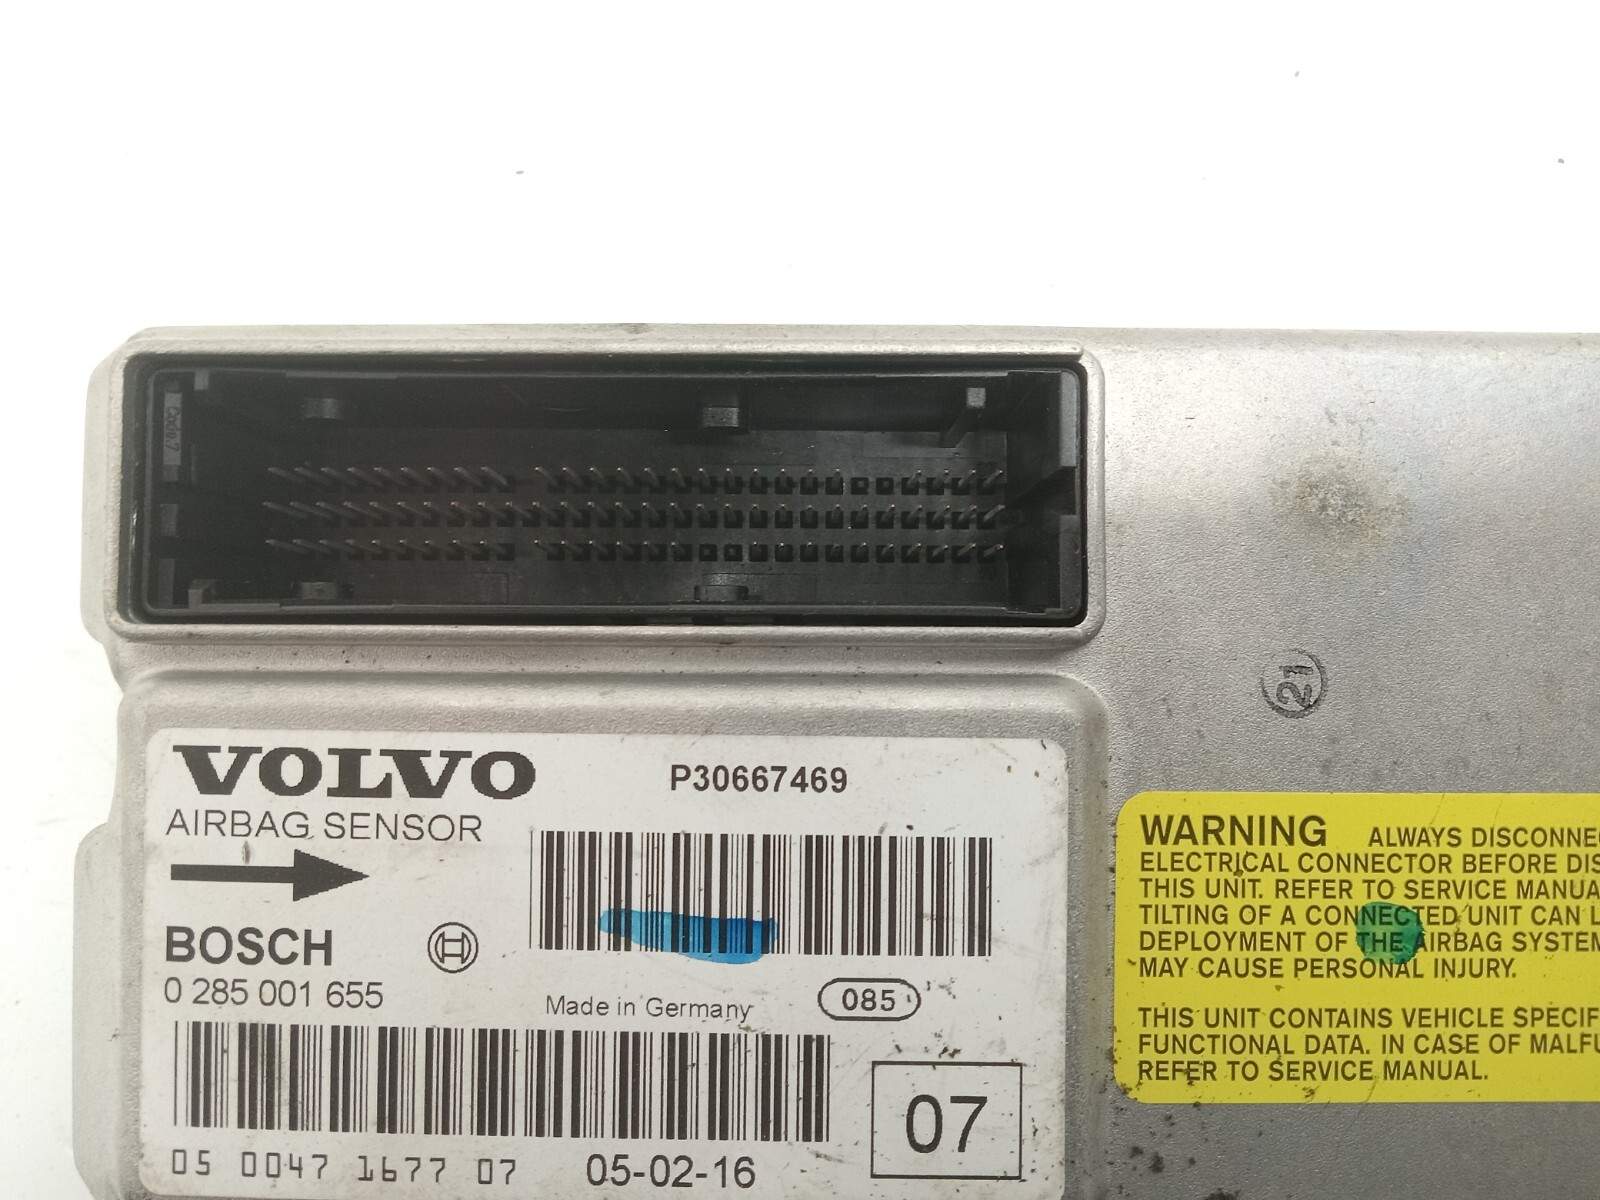 Code.7
21
VOLVO
P30667469
AIRBAG SENSOR
BOSCH
0 285 001 655
Made in Germany
085
07
05 0047 1677 07
05-02-16
WARNING ALWAYS DISCONNEC
ELECTRICAL CONNECTOR BEFORE DIS
THIS UNIT. REFER TO SERVICE MANUA
TILTING OF A CONNECTED UNIT CAN L
DEPLOYMENT OF THE AIRBAG SYSTEM
MAY CAUSE PERSONAL INJURY.
THIS UNIT CONTAINS VEHICLE SPECIF
FUNCTIONAL DATA. IN CASE OF MALFU
REFER TO SERVICE MANUAL.